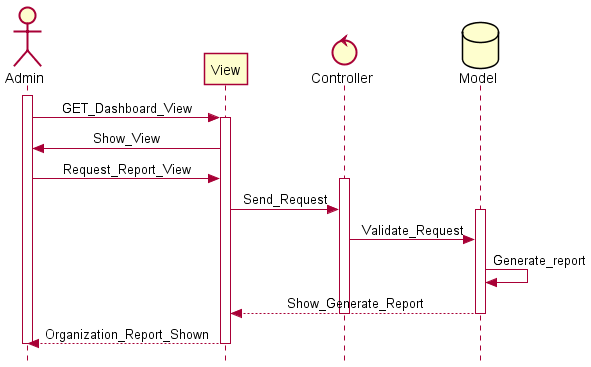 Admin
View
Controller
Model
GET_Dashboard_View
Show_View
Request_Report_View
Send_Request
Validate_Request
Generate_report
Show_Generate_Report
Organization_Report_Shown